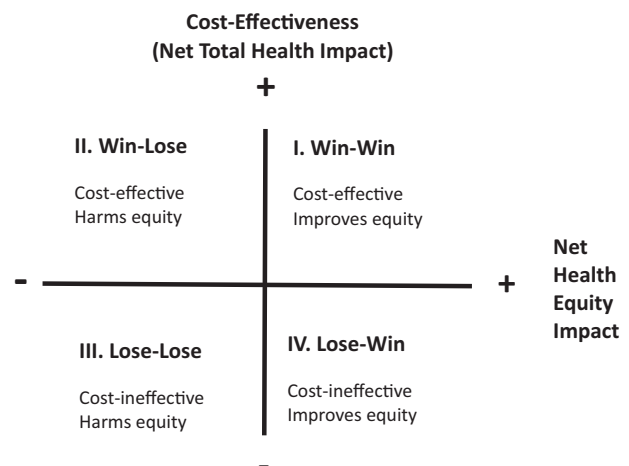 Cost-Effectiveness
(Net Total Health Impact)
+
II. Win-Lose
Cost-effective
Harms equity
I. Win-Win
Cost-effective
Improves equity
-
+
Net
Health
Equity
Impact
III. Lose-Lose
Cost-ineffective
Harms equity
IV. Lose-Win
Cost-ineffective
Improves equity
-